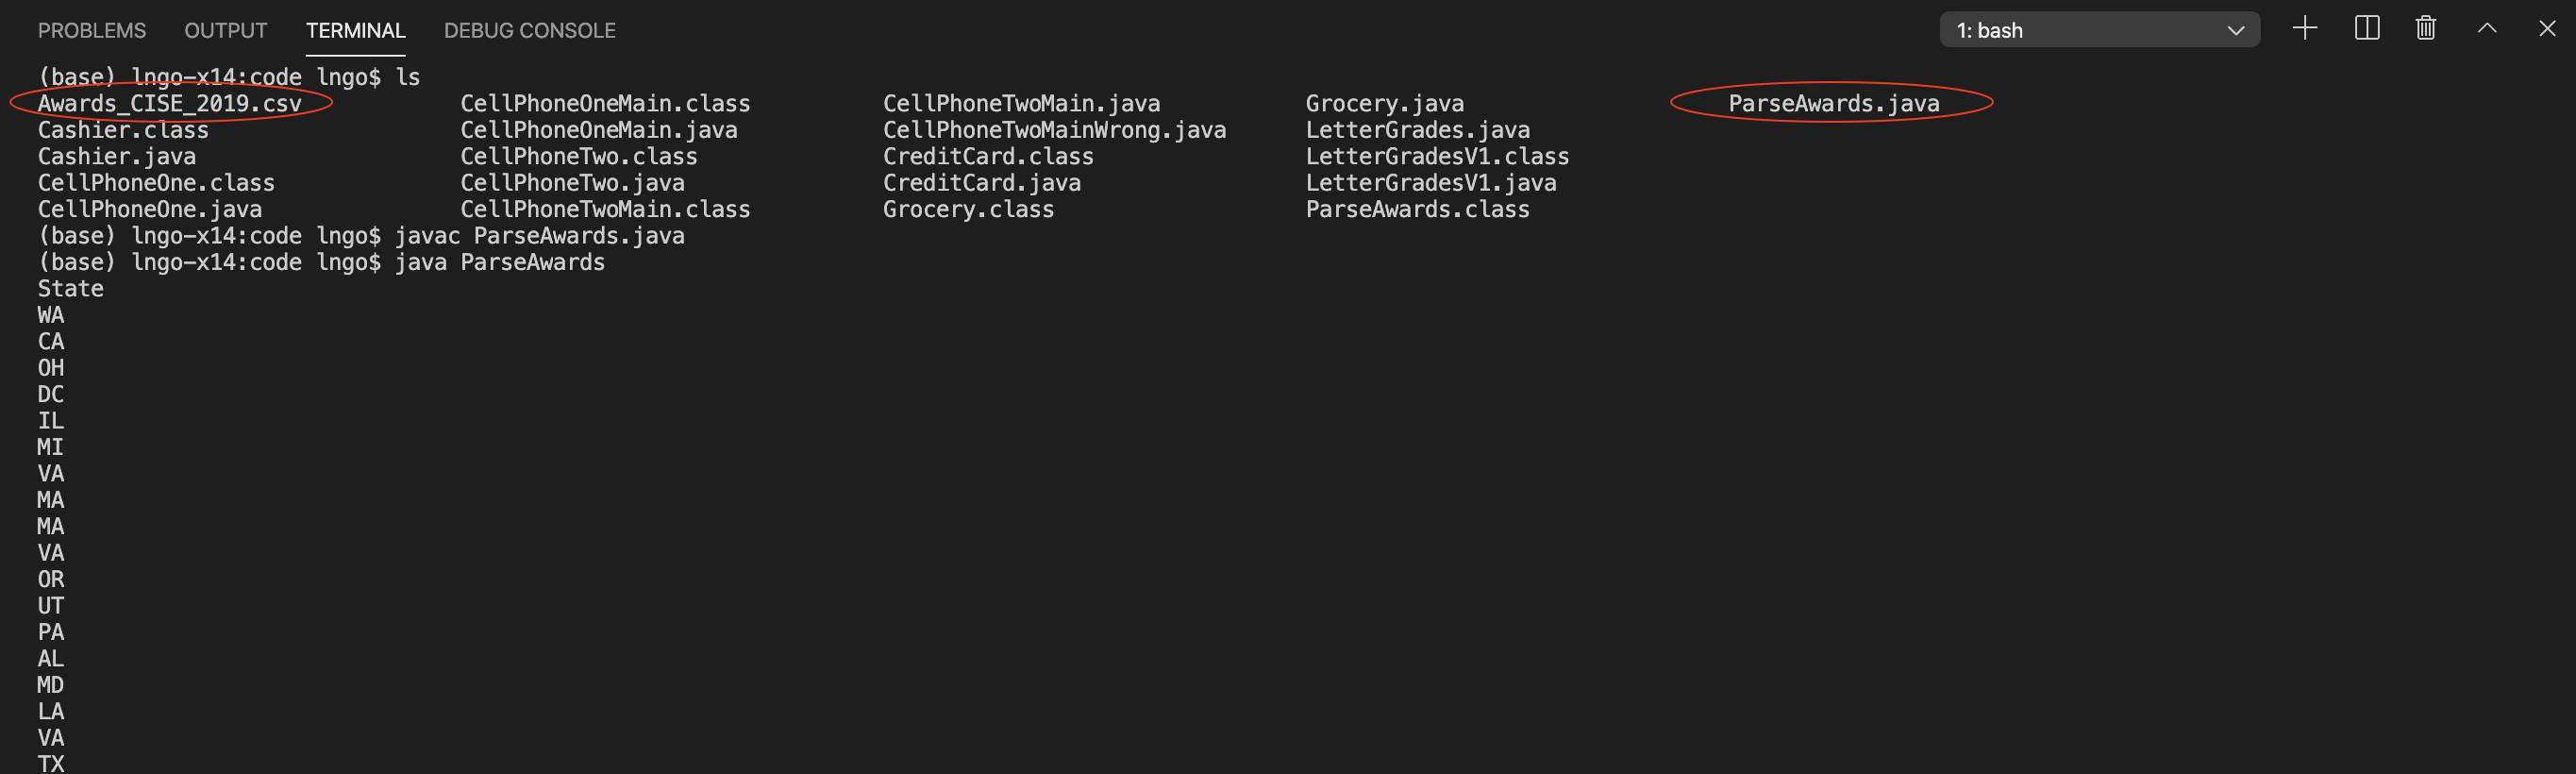 PROBLEMS OUTPUT TERMINAL DEBUG CONSOLE 1: bash
(base) lngo-x14:code lngo$ ls
Awards_CISE_2019.csv CellPhoneOneMain.class CellPhoneTwoMain.java Grocery.java ParseAwards.java
Cashier.class CellPhoneOneMain.java CellPhoneTwoMainWrong.java LetterGrades.java
Cashier.java CellPhoneTwo.class CreditCard.class LetterGradesV1.class
CellPhoneOne.class CellPhoneTwo.java CreditCard.java LetterGradesV1.java
CellPhoneOne.java CellPhoneTwoMain.class Grocery.class ParseAwards.class
(base) lngo-x14:code lngo$ javac ParseAwards.java
(base) lngo-x14:code lngo$ java ParseAwards
State
WA
CA
OH
DC
IL
MI
VA
MA
MA
VA
OR
UT
PA
AL
MD
LA
VA
TX